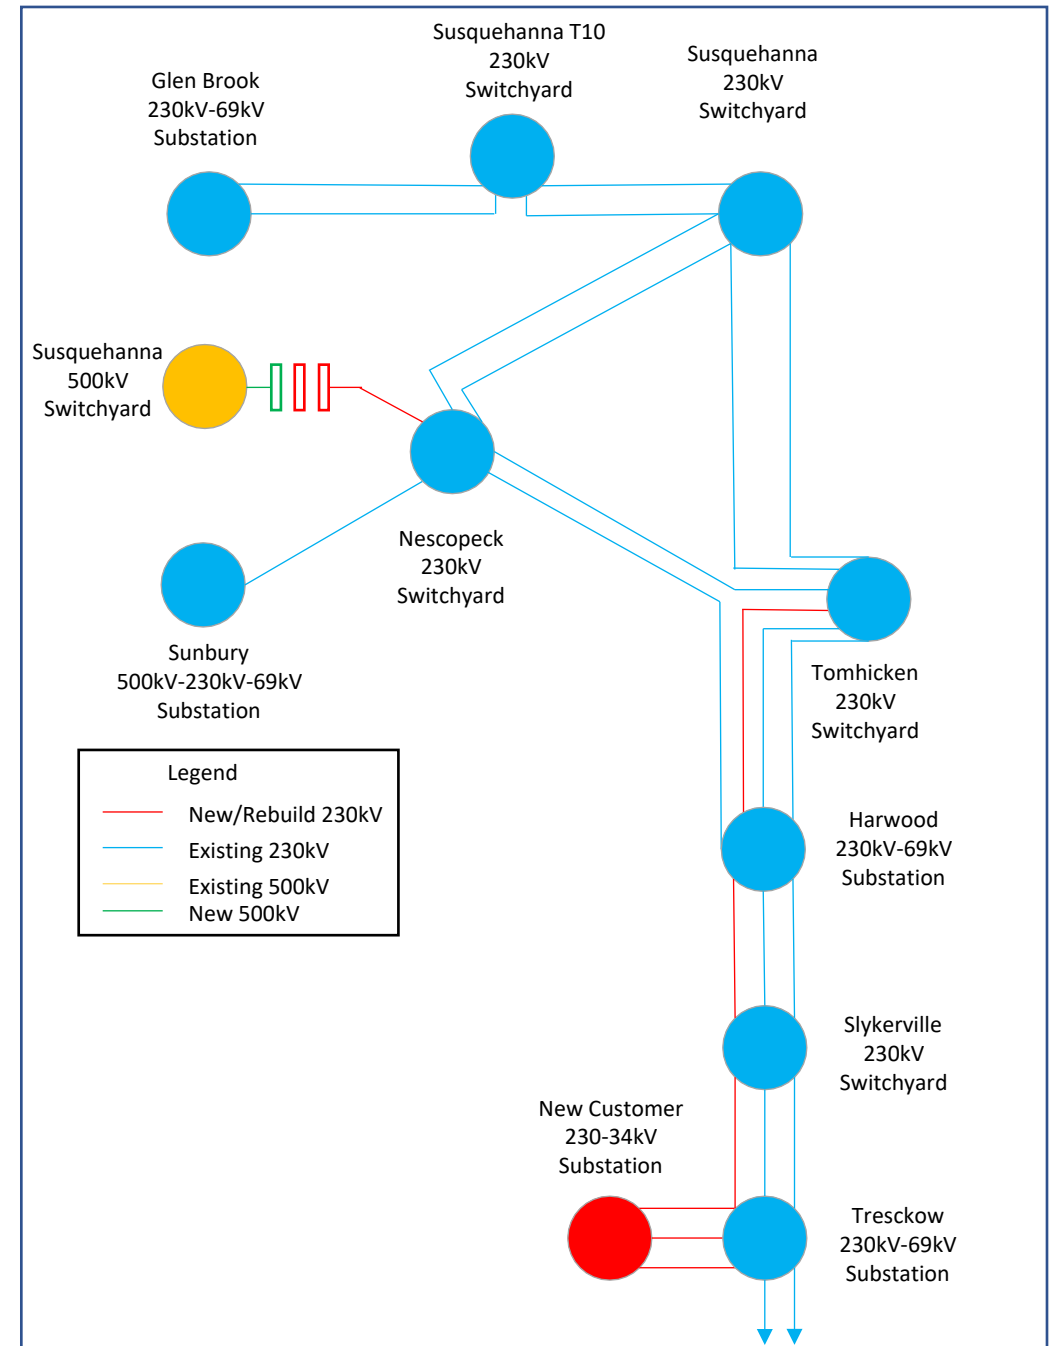 Susquehanna T10
230kV
Switchyard
Susquehanna
230kV
Switchyard
Glen Brook
230kV-69kV
Substation
Susquehanna
500kV
Switchyard
Nescopeck
230kV
Switchyard
Sunbury
500kV-230kV-69kV
Substation
Tomhicken
230kV
Switchyard
Legend
New/Rebuild 230kV
Existing 230kV
Existing 500kV
New 500kV
Harwood
230kV-69kV
Substation
Slykerville
230kV
Switchyard
New Customer
230-34kV
Substation
Tresckow
230kV-69kV
Substation